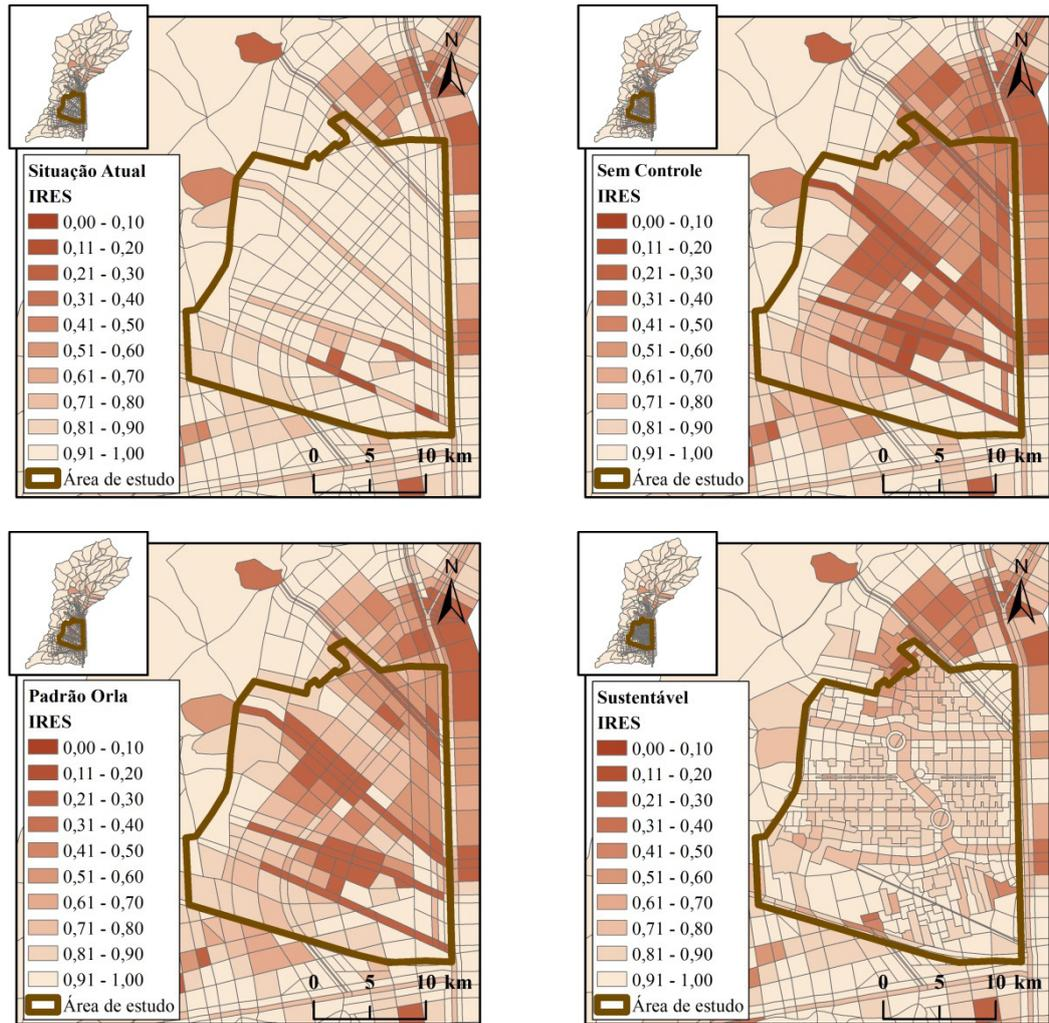 N
Situação Atual
IRES
0,00 - 0,10
0,11 - 0,20
0,21 - 0,30
0,31 - 0,40
0,41 - 0,50
0,51 - 0,60
0,61 - 0,70
0,71 - 0,80
0,81 - 0,90
0,91 - 1,00
Área de estudo
0 5 10 km
N
Sem Controle
IRES
0,00 - 0,10
0,11 - 0,20
0,21 - 0,30
0,31 - 0,40
0,41 - 0,50
0,51 - 0,60
0,61 - 0,70
0,71 - 0,80
0,81 - 0,90
0,91 - 1,00
Área de estudo
0 5 10 km
N
Padrão Orla
IRES
0,00 - 0,10
0,11 - 0,20
0,21 - 0,30
0,31 - 0,40
0,41 - 0,50
0,51 - 0,60
0,61 - 0,70
0,71 - 0,80
0,81 - 0,90
0,91 - 1,00
Área de estudo
0 5 10 km
N
Sustentável
IRES
0,00 - 0,10
0,11 - 0,20
0,21 - 0,30
0,31 - 0,40
0,41 - 0,50
0,51 - 0,60
0,61 - 0,70
0,71 - 0,80
0,81 - 0,90
0,91 - 1,00
Área de estudo
0 5 10 km